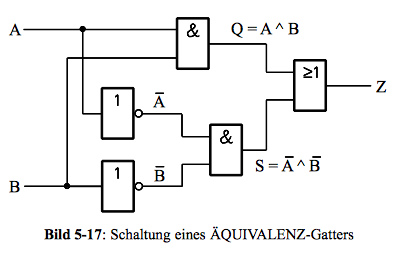 A
&
Q = A ^ B
≥1
Z
1
A̅
&
B
1
B̅
S = A̅ ^ B̅
Bild 5-17: Schaltung eines ÄQUIVALENZ-Gatters